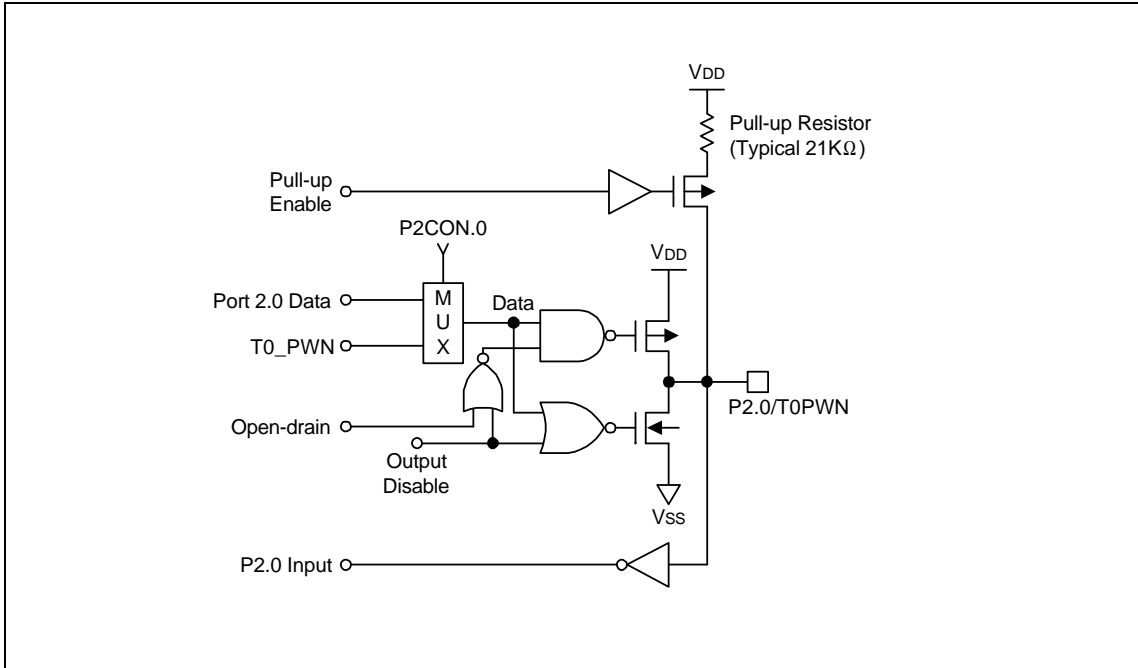 VDD
Pull-up Resistor
(Typical 21KΩ)
Pull-up
Enable
P2CON.0
VDD
Port 2.0 Data
M
U
X
Data
T0_PWN
P2.0/T0PWN
Open-drain
Output
Disable
VSS
P2.0 Input